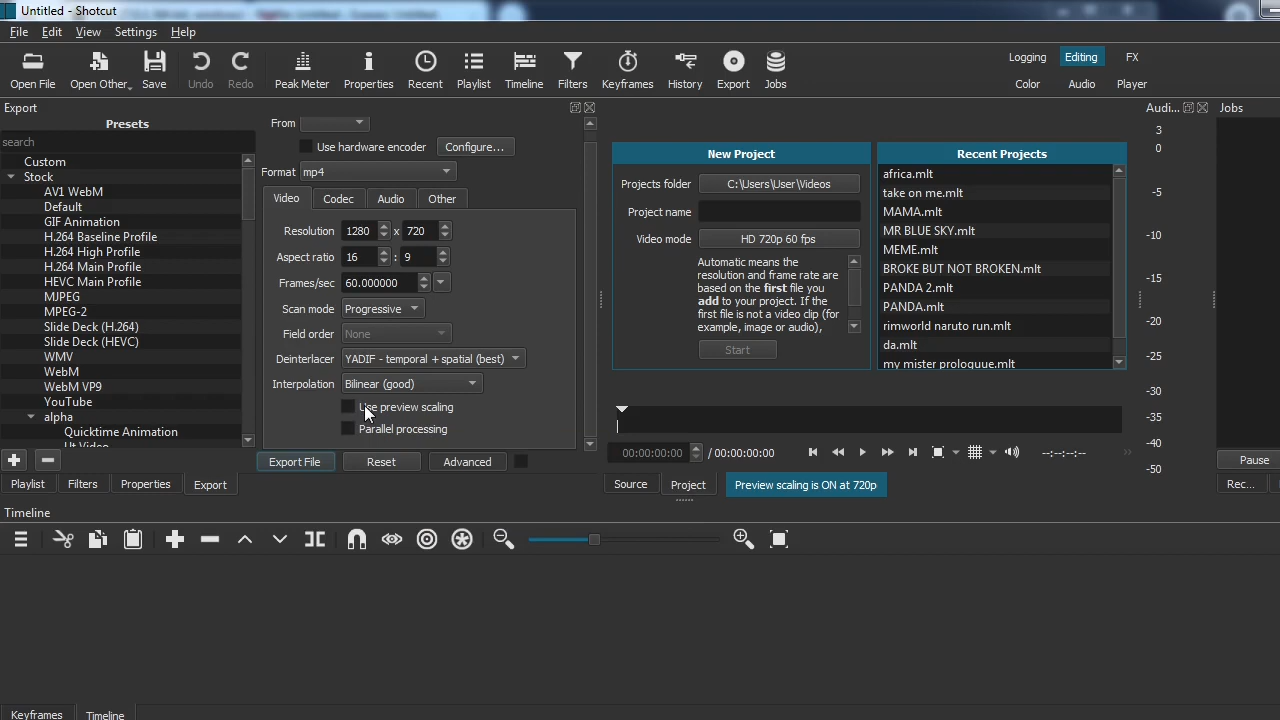 Untitled - Shotcut
File Edit View Settings Help
Open File Open Other... Save Undo Redo Peak Meter Properties Recent Playlist Timeline Filters Keyframes History Export Jobs
Logging Editing FX
Color Audio Player
Export
Presets
search
Custom
Stock
AV1 WebM
Default
GIF Animation
H.264 Baseline Profile
H.264 High Profile
H.264 Main Profile
HEVC Main Profile
MJPEG
MPEG-2
Slide Deck (H.264)
Slide Deck (HEVC)
WMV
WebM
WebM VP9
YouTube
alpha
Quicktime Animation
Ut Video
From
Use hardware encoder Configure...
Format mp4
Video Codec Audio Other
Resolution 1280 x 720
Aspect ratio 16 : 9
Frames/sec 60.000000
Scan mode Progressive
Field order None
Deinterlacer YADIF - temporal + spatial (best)
Interpolation Bilinear (good)
Use preview scaling
Parallel processing
Export File Reset Advanced
Playlist Filters Properties Export
New Project
Projects folder C:\Users\User\Videos
Project name
Video mode HD 720p 60 fps
Automatic means the
resolution and frame rate are
based on the first file you
add to your project. If the
first file is not a video clip (for
example, image or audio),
Start
Recent Projects
africa.mlt
take on me.mlt
MAMA.mlt
MR BLUE SKY.mlt
MEME.mlt
BROKE BUT NOT BROKEN.mlt
PANDA 2.mlt
PANDA.mlt
rimworld naruto run.mlt
da.mlt
my mister prologuue.mlt
00:00:00:00 / 00:00:00:00 --:--:--:--
Source Project Preview scaling is ON at 720p
Audi...
3
0
-5
-10
-15
-20
-25
-30
-35
-40
-50
Jobs
Pause
Rec...
Timeline
Keyframes Timeline